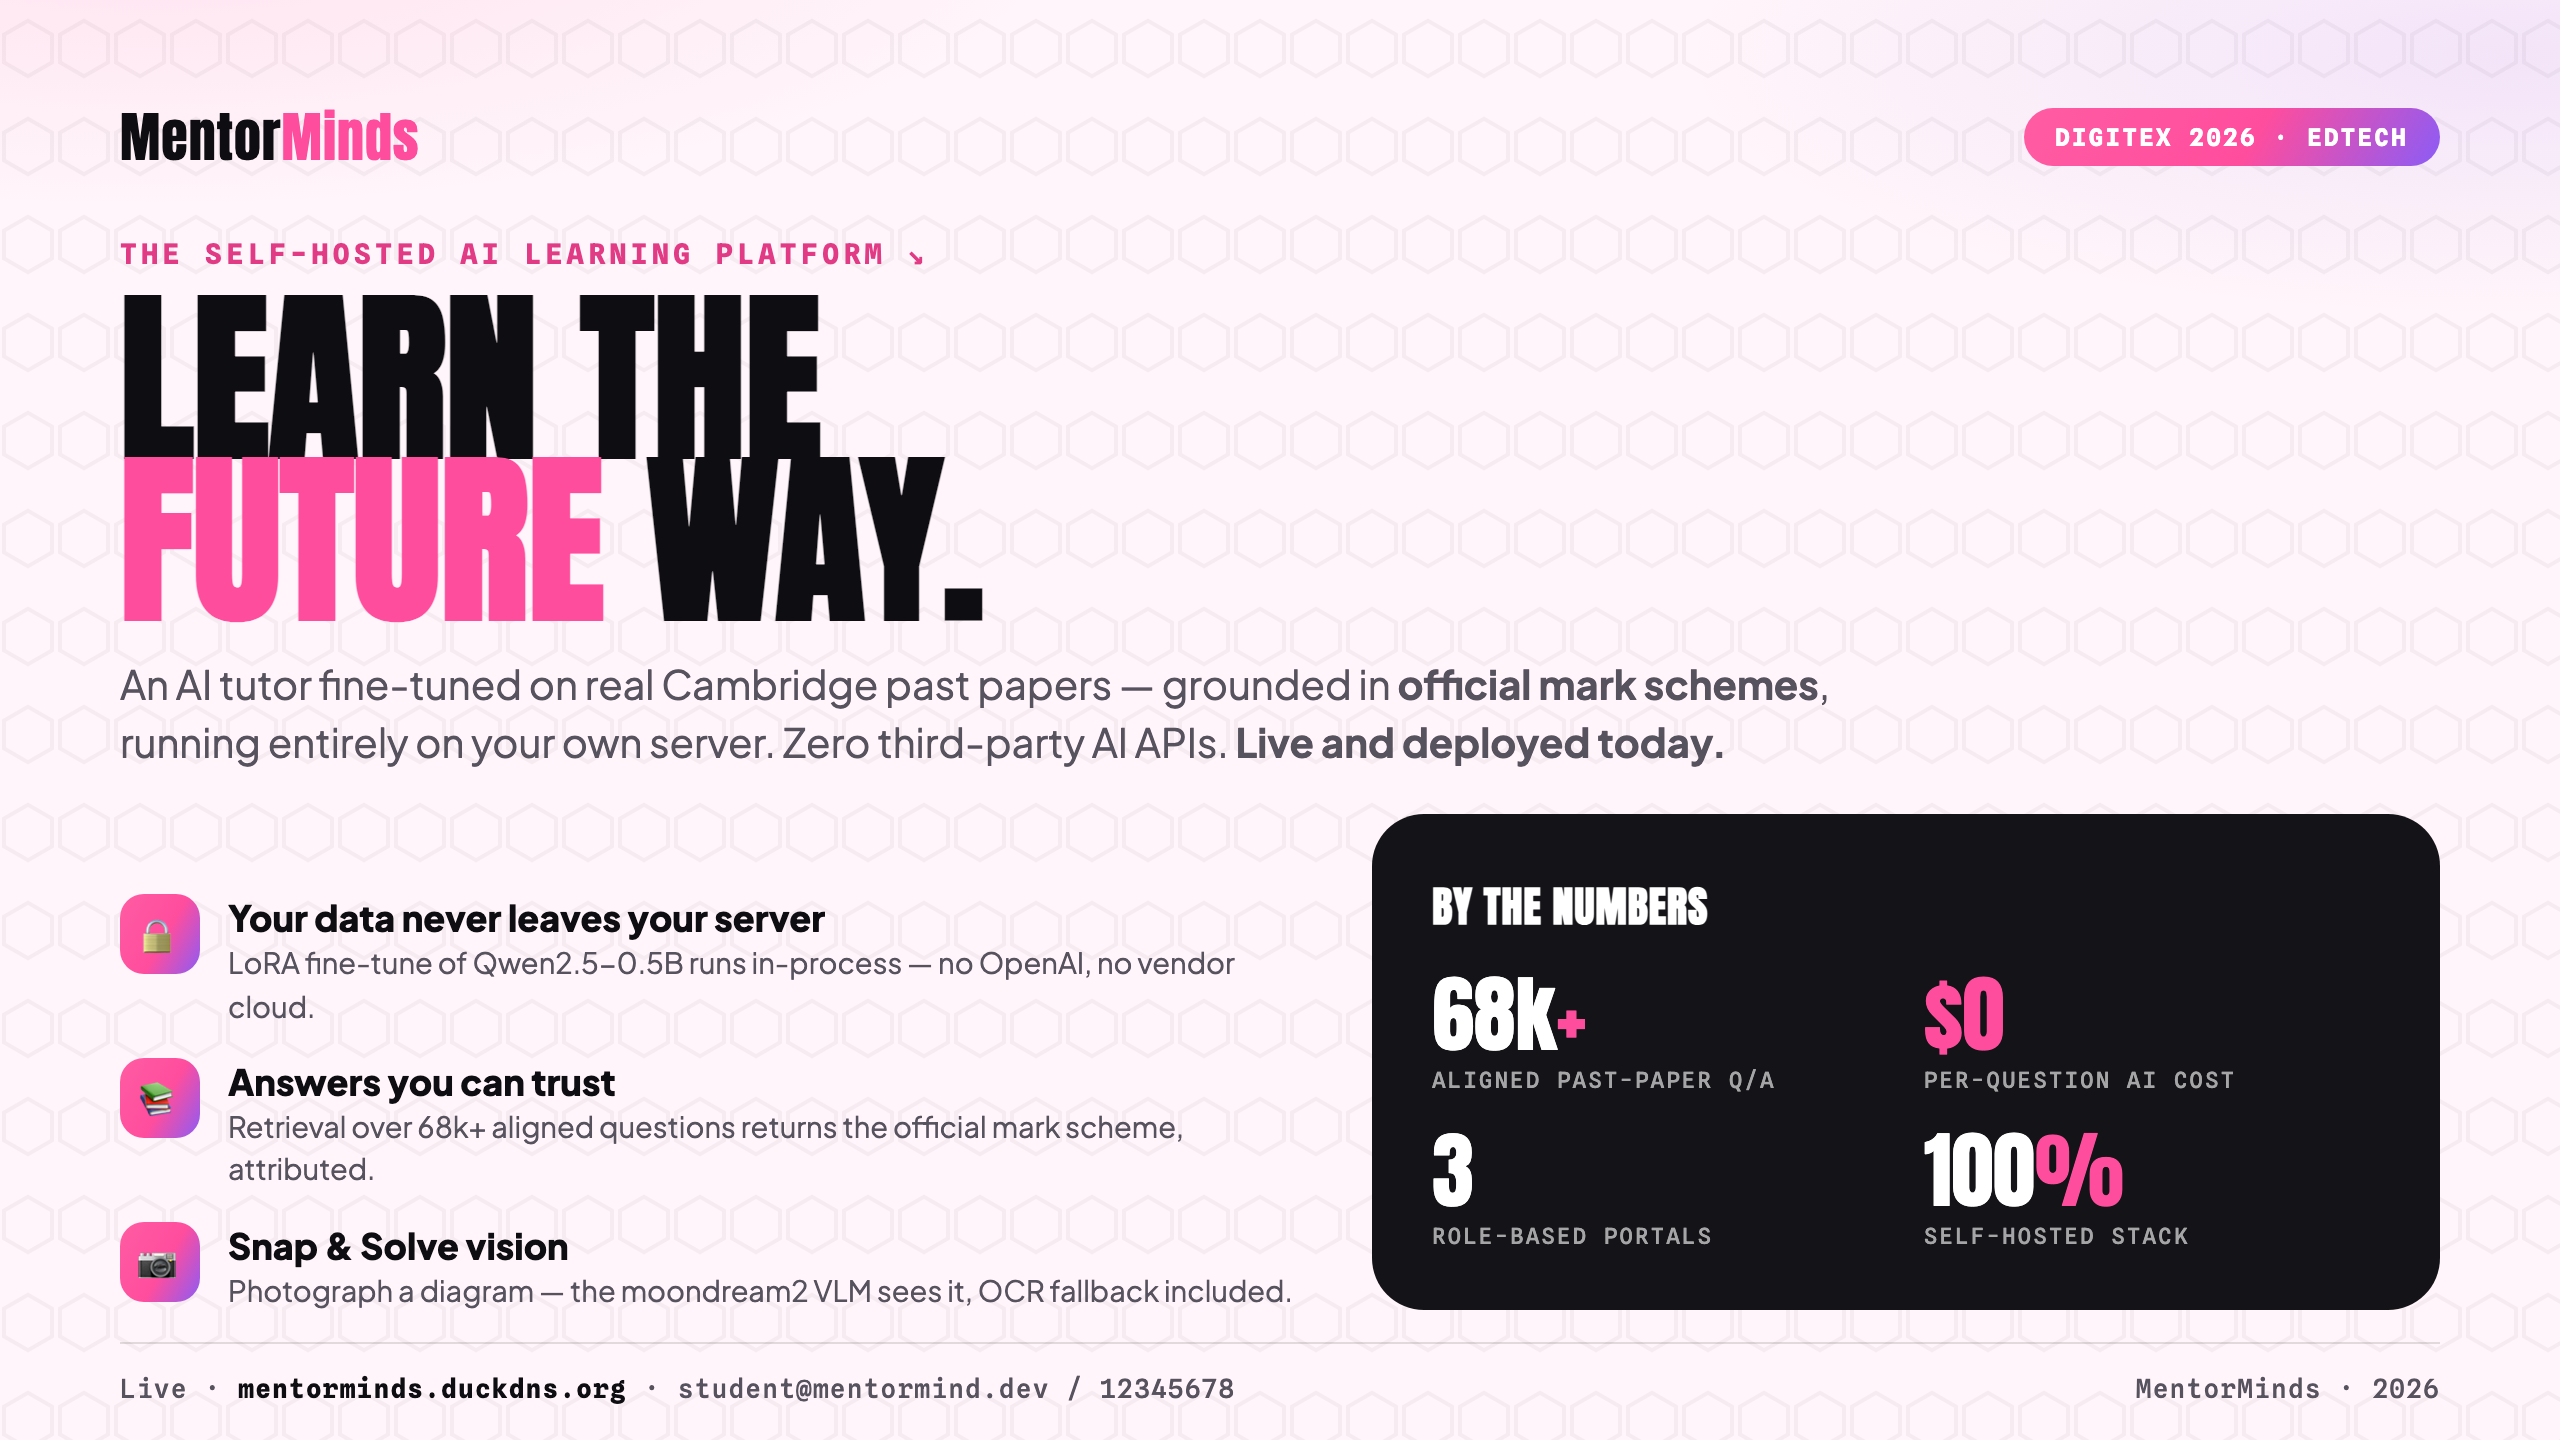 MentorMinds
DIGITEX 2026 · EDTECH
THE SELF-HOSTED AI LEARNING PLATFORM ↘
LEARN THE
FUTURE WAY.
An AI tutor fine-tuned on real Cambridge past papers — grounded in official mark schemes,
running entirely on your own server. Zero third-party AI APIs. Live and deployed today.
Your data never leaves your server
LoRA fine-tune of Qwen2.5-0.5B runs in-process — no OpenAI, no vendor
cloud.
Answers you can trust
Retrieval over 68k+ aligned questions returns the official mark scheme,
attributed.
Snap & Solve vision
Photograph a diagram — the moondream2 VLM sees it, OCR fallback included.
BY THE NUMBERS
68k+
ALIGNED PAST-PAPER Q/A
$0
PER-QUESTION AI COST
3
ROLE-BASED PORTALS
100%
SELF-HOSTED STACK
Live · mentorminds.duckdns.org · student@mentormind.dev / 12345678
MentorMinds · 2026